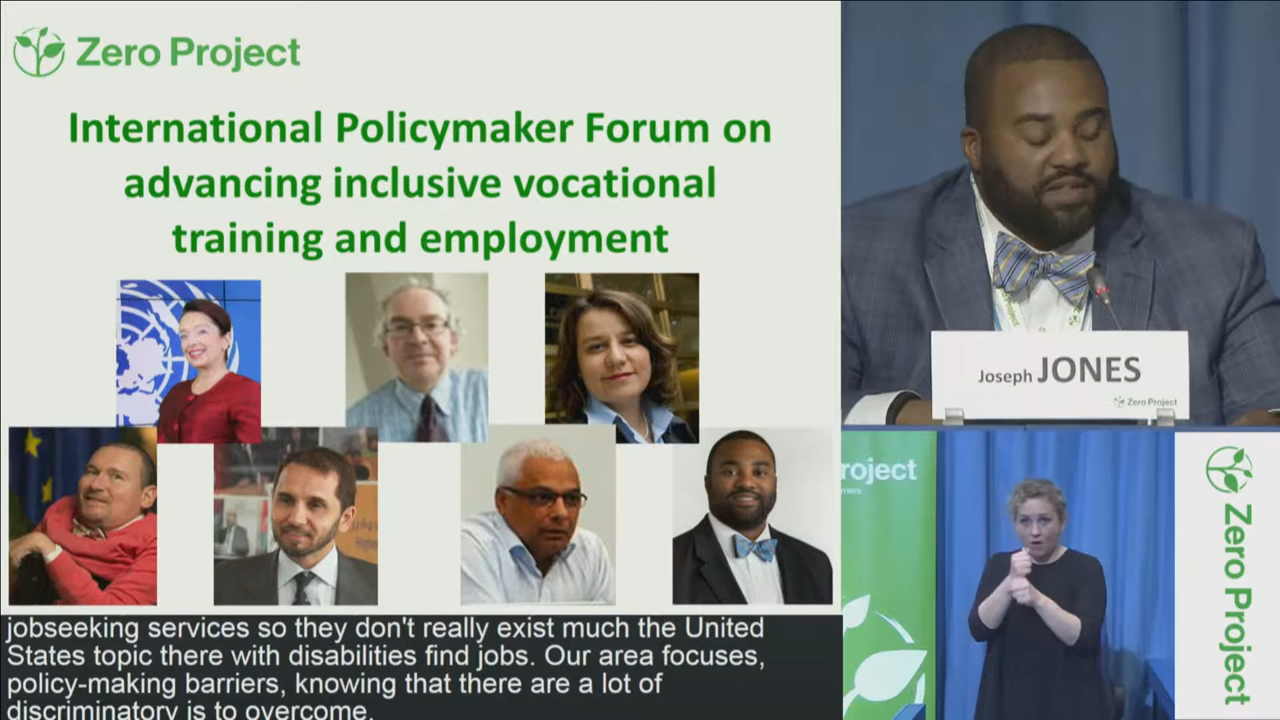 Zero Project
International Policymaker Forum on
advancing inclusive vocational
training and employment
Joseph JONES
Zero Project
jobseeking services so they don't really exist much the United
States topic there with disabilities find jobs. Our area focuses,
policy-making barriers, knowing that there are a lot of
discriminatory is to overcome.
roject
Zero Project